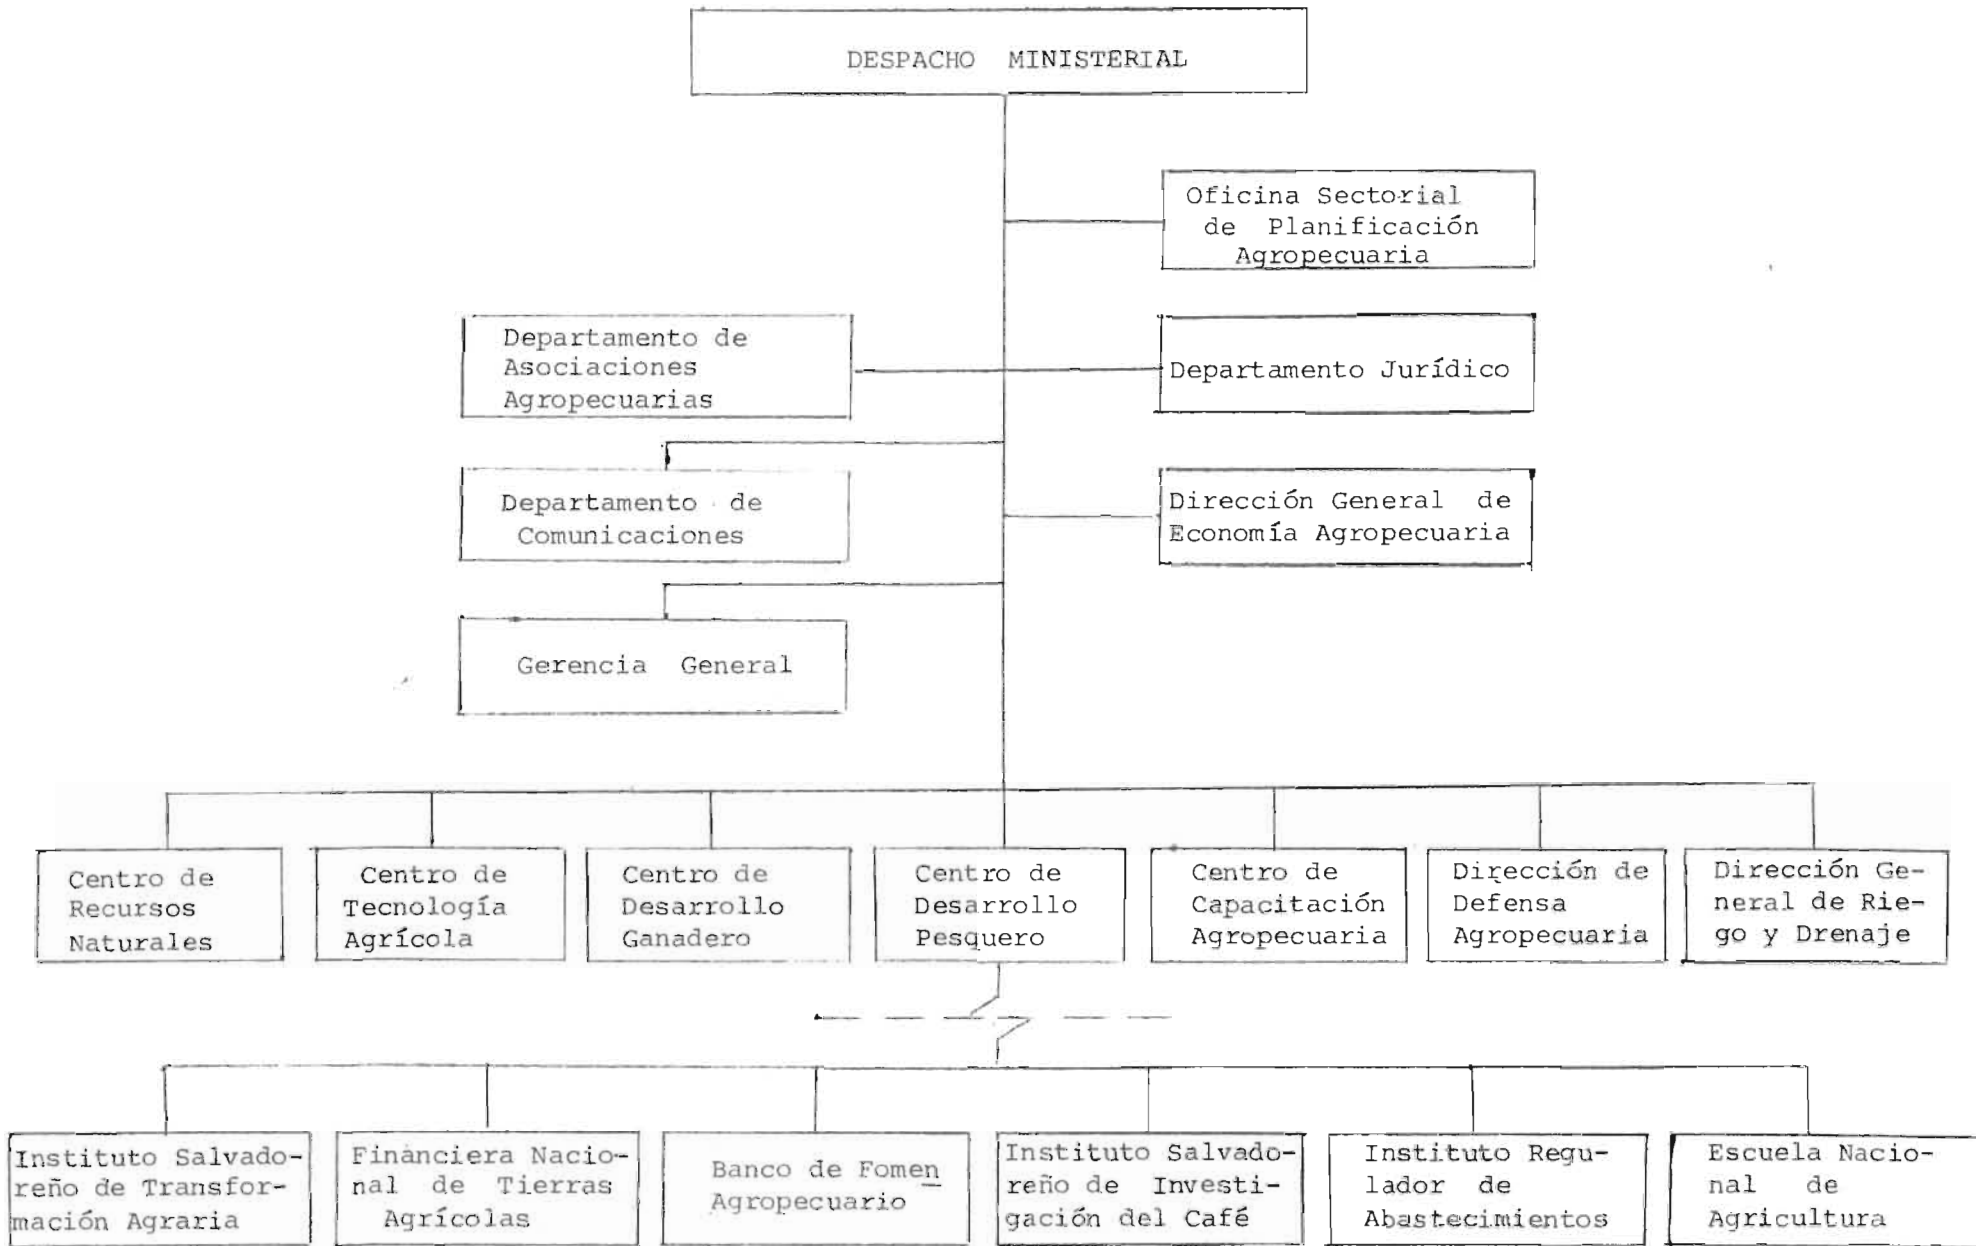 DESPACHO MINISTERIAL
Oficina Sectorial
de Planificación
Agropecuaria
Departamento de
Asociaciones
Agropecuarias
Departamento Jurídico
Departamento de
Comunicaciones
Dirección General de
Economía Agropecuaria
Gerencia General
Centro de
Recursos
Naturales
Centro de
Tecnología
Agrícola
Centro de
Desarrollo
Ganadero
Centro de
Desarrollo
Pesquero
Centro de
Capacitación
Agropecuaria
Dirección de
Defensa
Agropecuaria
Dirección Ge-
neral de Rie-
go y Drenaje
Instituto Salvado-
reño de Transfor-
mación Agraria
Financiera Nacio-
nal de Tierras
Agrícolas
Banco de Fomen
Agropecuario
Instituto Salvado-
reño de Investi-
gación del Café
Instituto Regu-
lador de
Abastecimientos
Escuela Nacio-
nal de
Agricultura